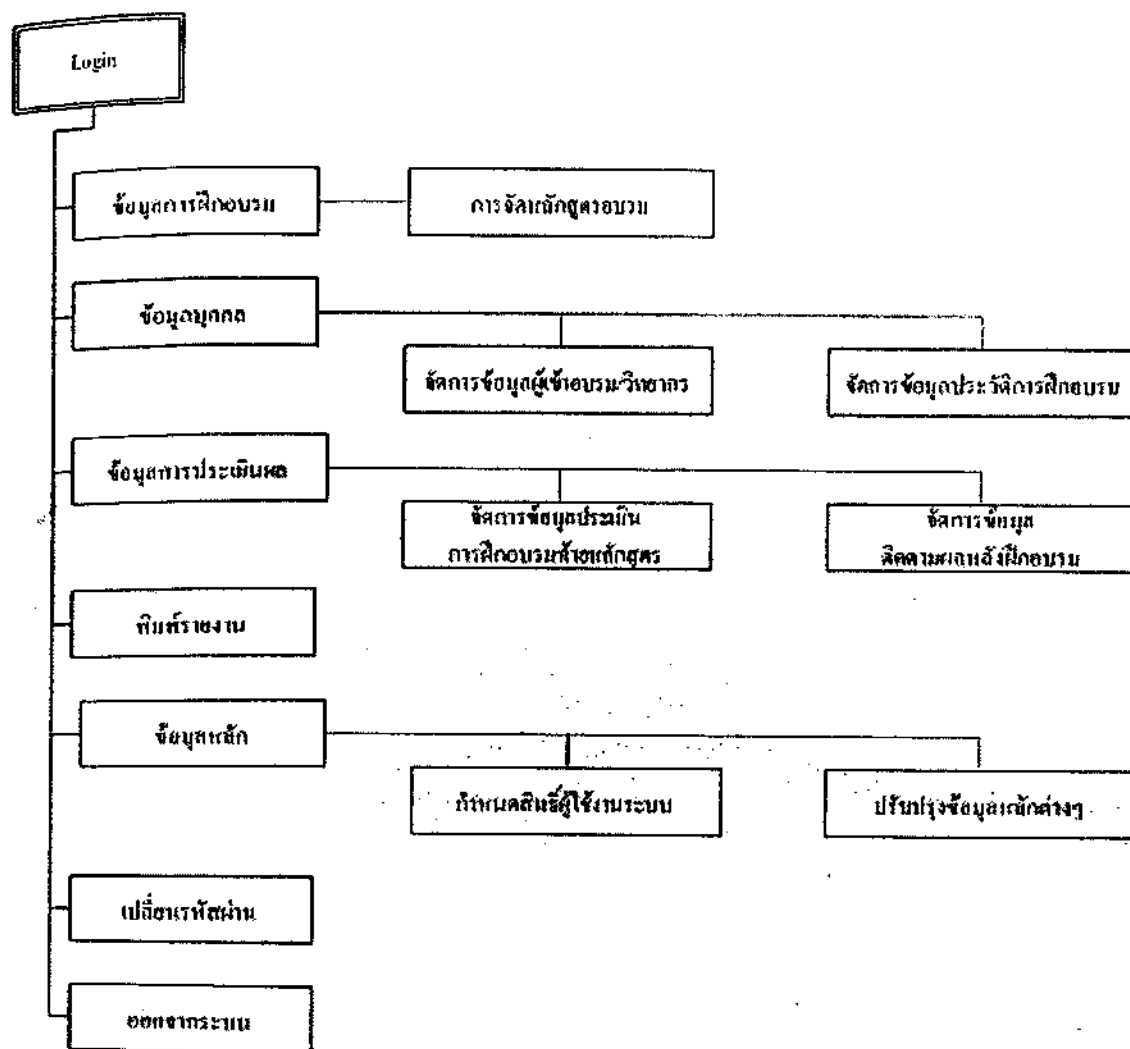 Login
ข้อมูลการฝึกอบรม
การจัดหลักสูตรอบรม
ข้อมูลบุคคล
จัดการข้อมูลผู้เข้าอบรม/วิทยากร
จัดการข้อมูลประวัติการฝึกอบรม
ข้อมูลการประเมินผล
จัดการข้อมูลประเมิน
การฝึกอบรมท้ายหลักสูตร
จัดการข้อมูล
ติดตามผลหลังฝึกอบรม
พิมพ์รายงาน
ข้อมูลหลัก
กำหนดสิทธิ์ผู้ใช้งานระบบ
ปรับปรุงข้อมูลหลักต่างๆ
เปลี่ยนรหัสผ่าน
ออกจากระบบ